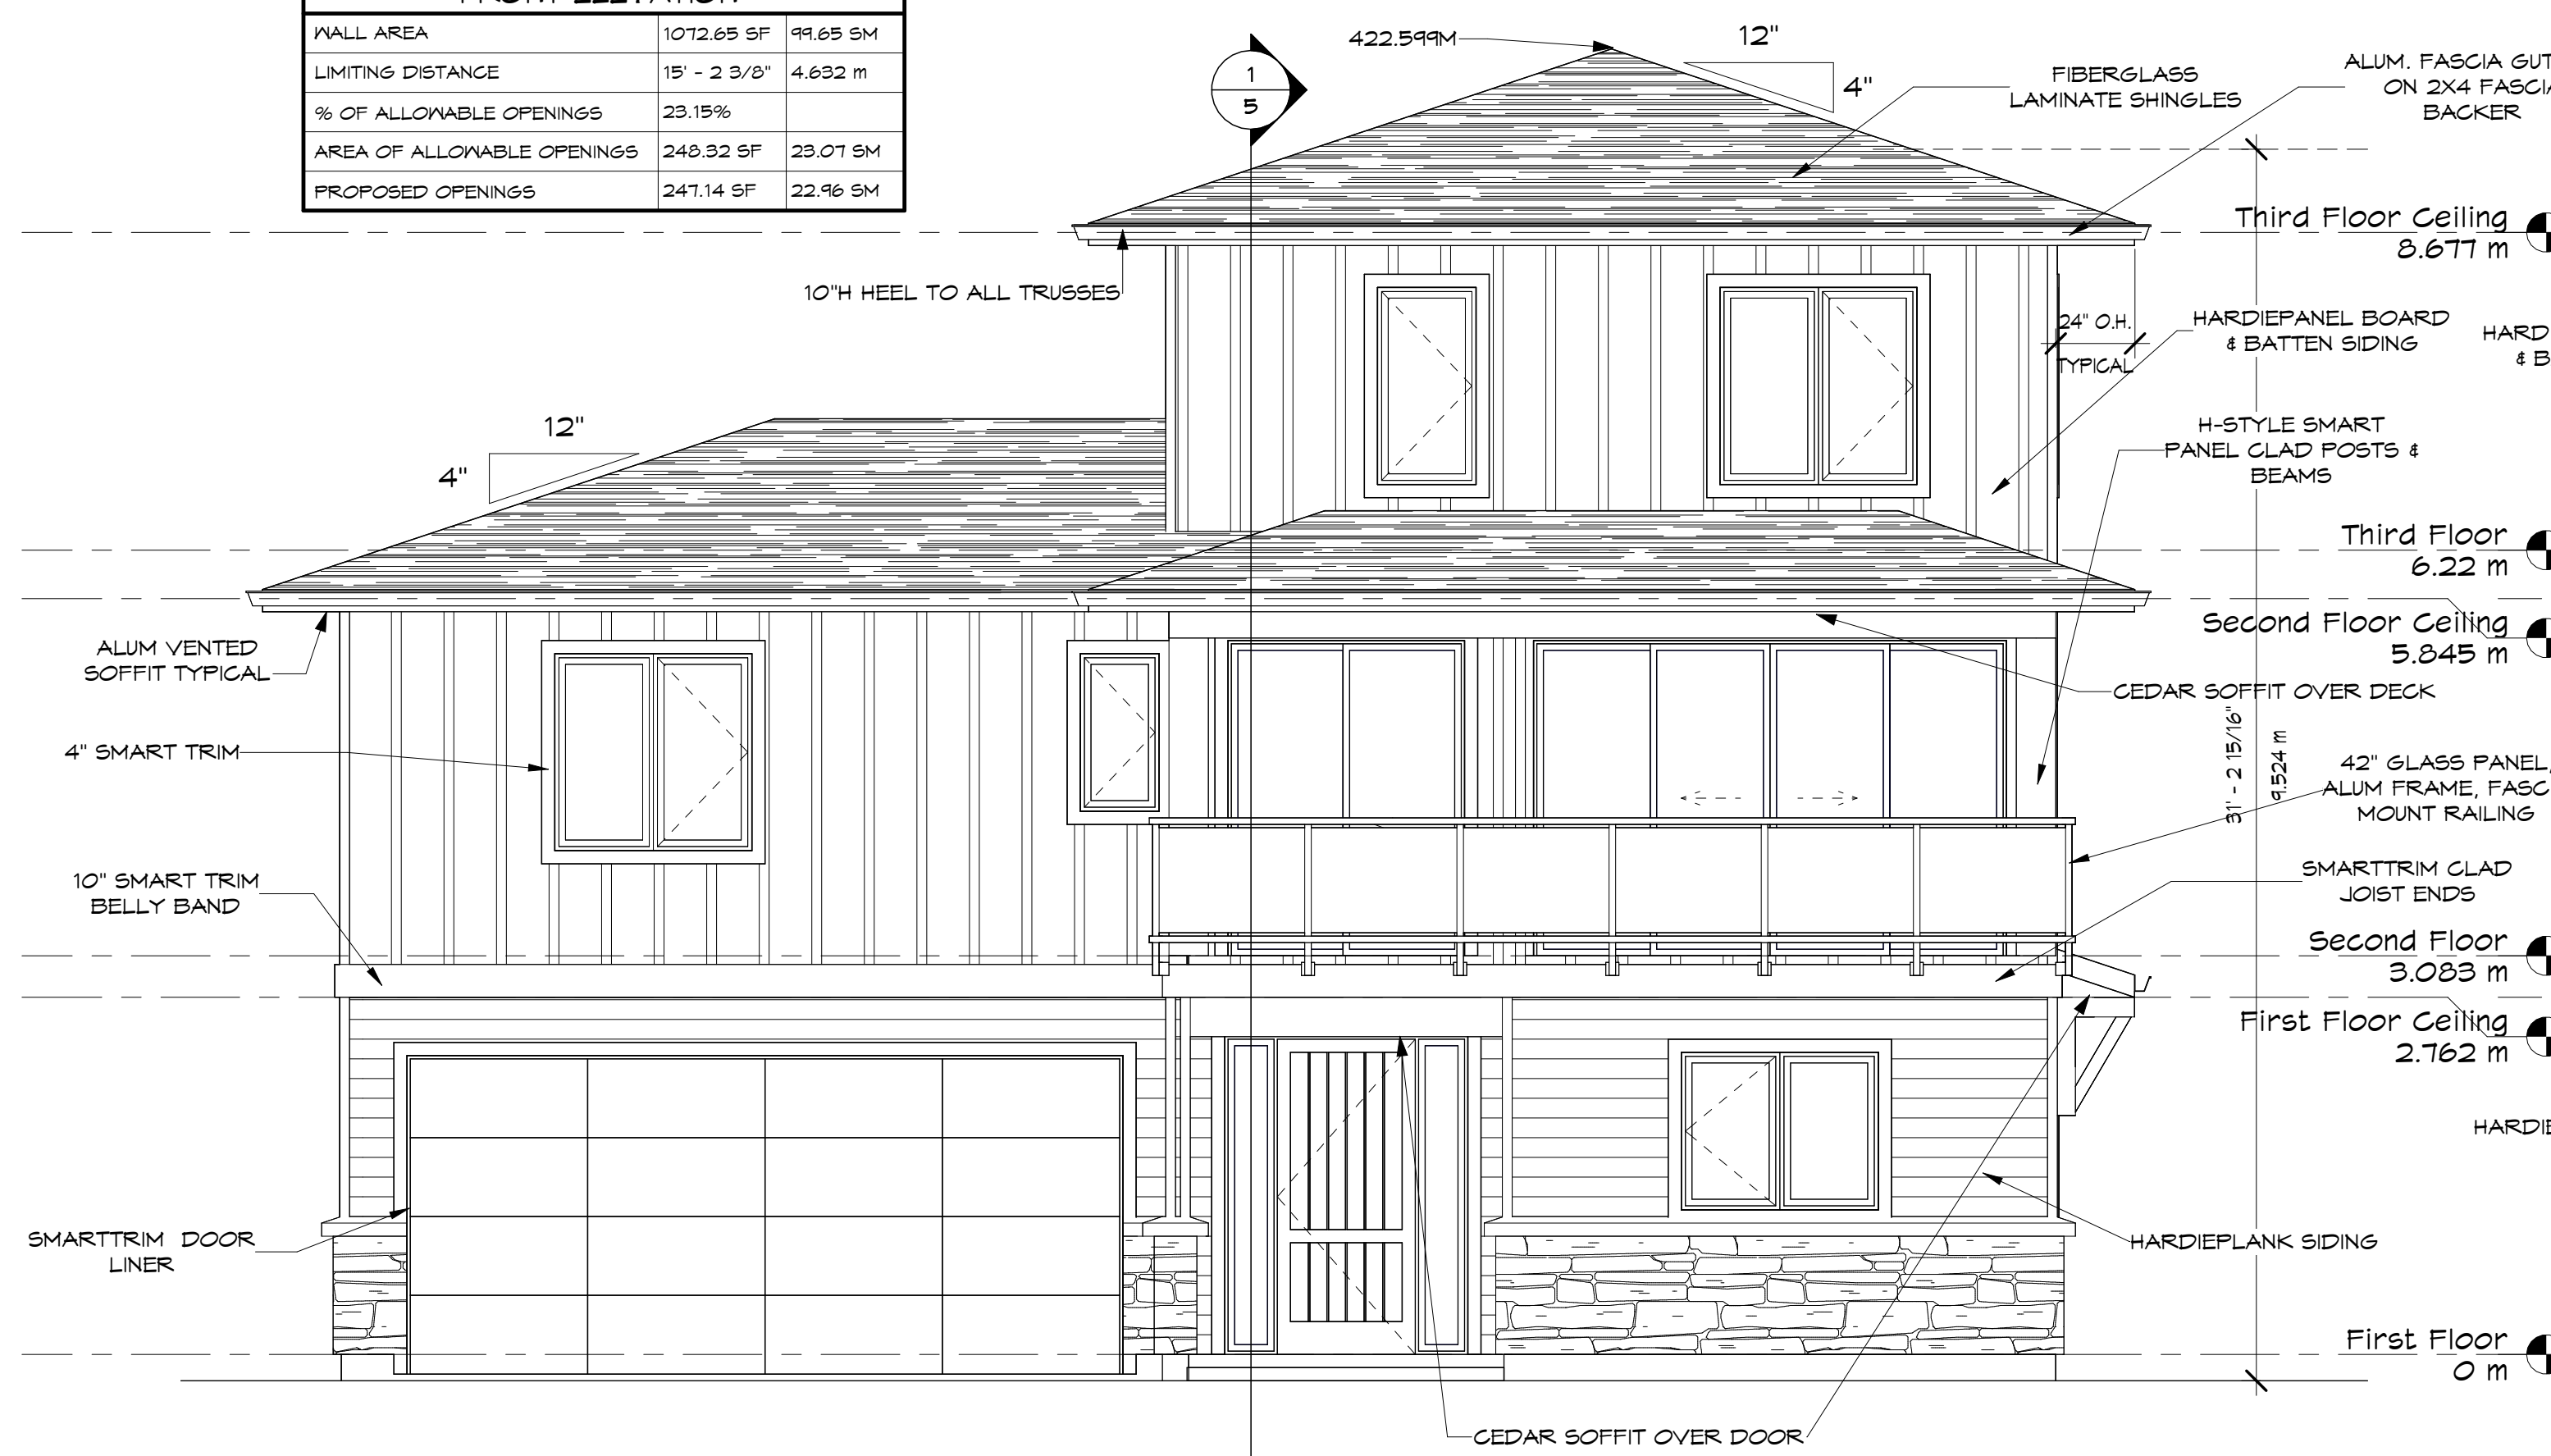 FRONT ELEVATION
WALL AREA 1072.65 SF 99.65 SM
LIMITING DISTANCE 15' - 2 3/8" 4.632 m
% OF ALLOWABLE OPENINGS 23.15%
AREA OF ALLOWABLE OPENINGS 248.32 SF 23.07 SM
PROPOSED OPENINGS 247.14 SF 22.96 SM
1
5
422.599M
12"
4"
FIBERGLASS
LAMINATE SHINGLES
ALUM. FASCIA GUT
ON 2X4 FASCIA
BACKER
Third Floor Ceiling
8.677 m
10"H HEEL TO ALL TRUSSES
24" O.H.
TYPICAL
HARDIEPANEL BOARD
& BATTEN SIDING
HARD
& B
12"
4"
H-STYLE SMART
PANEL CLAD POSTS &
BEAMS
Third Floor
6.22 m
Second Floor Ceiling
5.845 m
ALUM VENTED
SOFFIT TYPICAL
CEDAR SOFFIT OVER DECK
4" SMART TRIM
31' - 2 15/16"
9.524 m
42" GLASS PANEL,
ALUM FRAME, FASC
MOUNT RAILING
10" SMART TRIM
BELLY BAND
SMARTTRIM CLAD
JOIST ENDS
Second Floor
3.083 m
First Floor Ceiling
2.762 m
HARDIE
SMARTTRIM DOOR
LINER
HARDIEPLANK SIDING
First Floor
0 m
CEDAR SOFFIT OVER DOOR